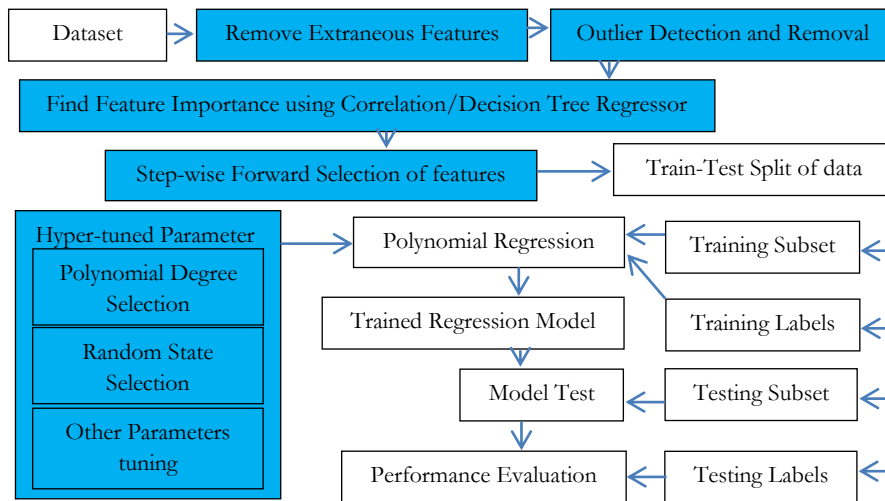 Dataset
Remove Extraneous Features
Outlier Detection and Removal
Find Feature Importance using Correlation/Decision Tree Regressor
Step-wise Forward Selection of features
Train-Test Split of data
Hyper-tuned Parameter
Polynomial Degree
Selection
Random State
Selection
Other Parameters
tuning
Polynomial Regression
Training Subset
Trained Regression Model
Training Labels
Model Test
Testing Subset
Performance Evaluation
Testing Labels